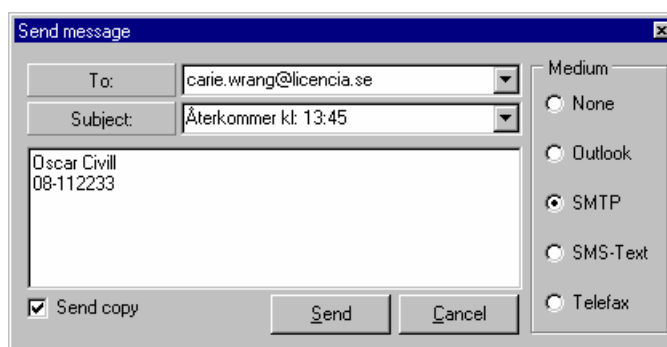 Send message
To:
carie.wrang@licencia.se
Subject:
Återkommer kl: 13:45
Oscar Civill
08-112233
Send copy
Send
Cancel
Medium
None
Outlook
SMTP
SMS-Text
Telefax